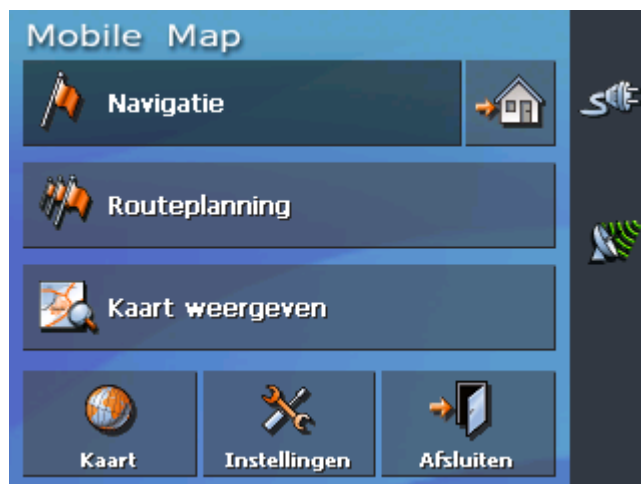 Mobile Map
Navigatie
Routeplanning
Kaart weergeven
Kaart
Instellingen
Afsluiten